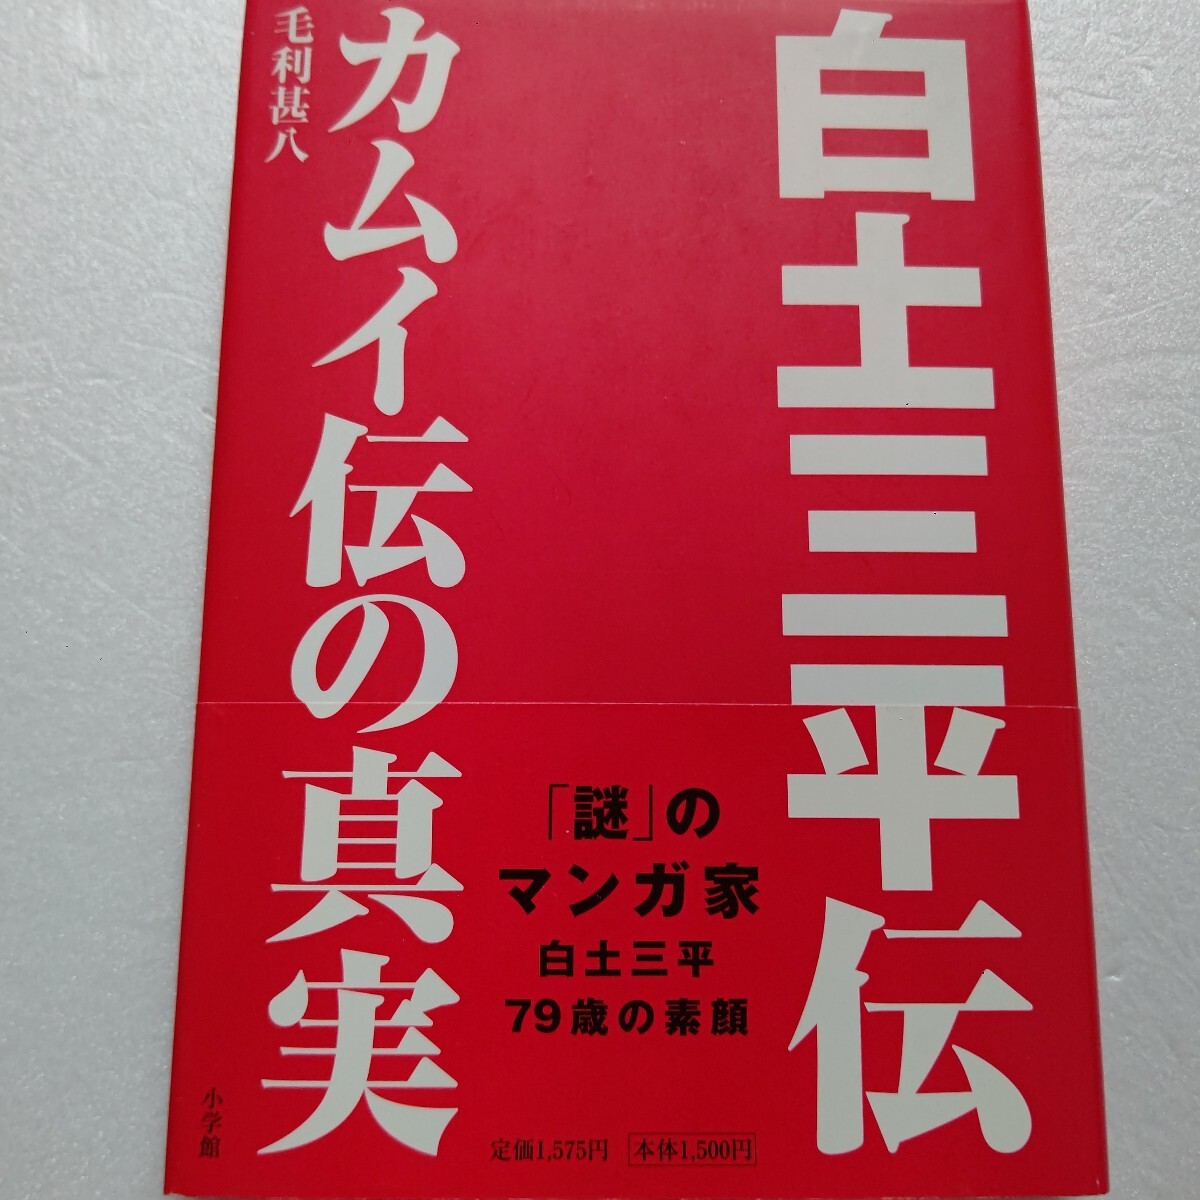 白土三平伝
カムイ伝の真実
毛利甚八
「謎」の
マンガ家
白土三平
79歳の素顔
小学館
定価1,575円 本体1,500円